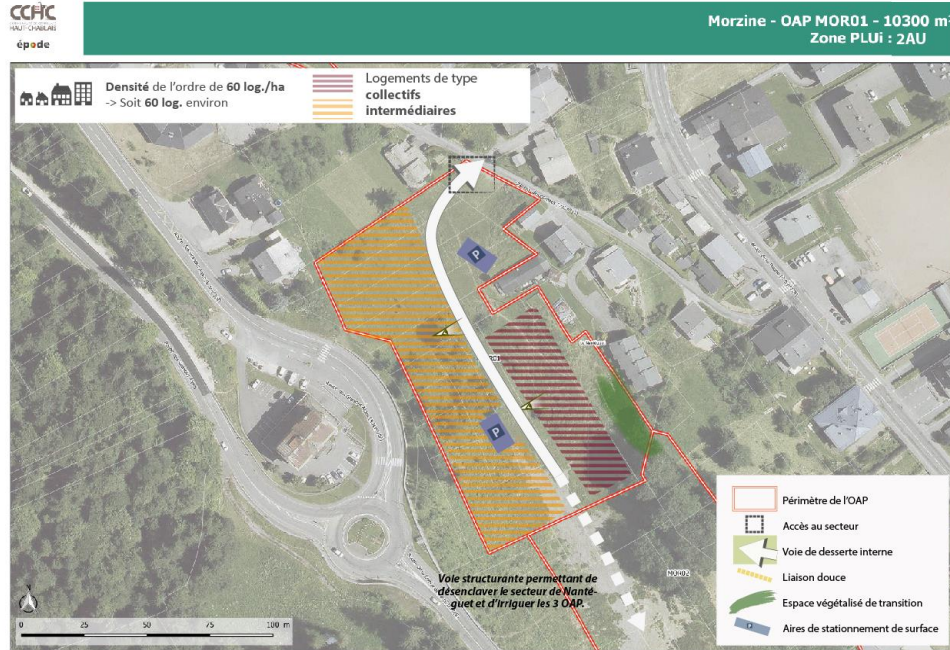 CCHC
HAUT-CHABLAIS
épode
Morzine - OAP MOR01 - 10300 m²
Zone PLUi : 2AU
Densité de l'ordre de 60 log./ha
-> Soit 60 log. environ
Logements de type
collectifs
intermédiaires
P
P
MOR02
Voie structurante permettant de
désenclaver le secteur de Nanté-
guet et d'irriguer les 3 OAP.
Périmètre de l'OAP
Accès au secteur
Voie de desserte interne
Liaison douce
Espace végétalisé de transition
P
Aires de stationnement de surface
N
0 25 50 75 100 m